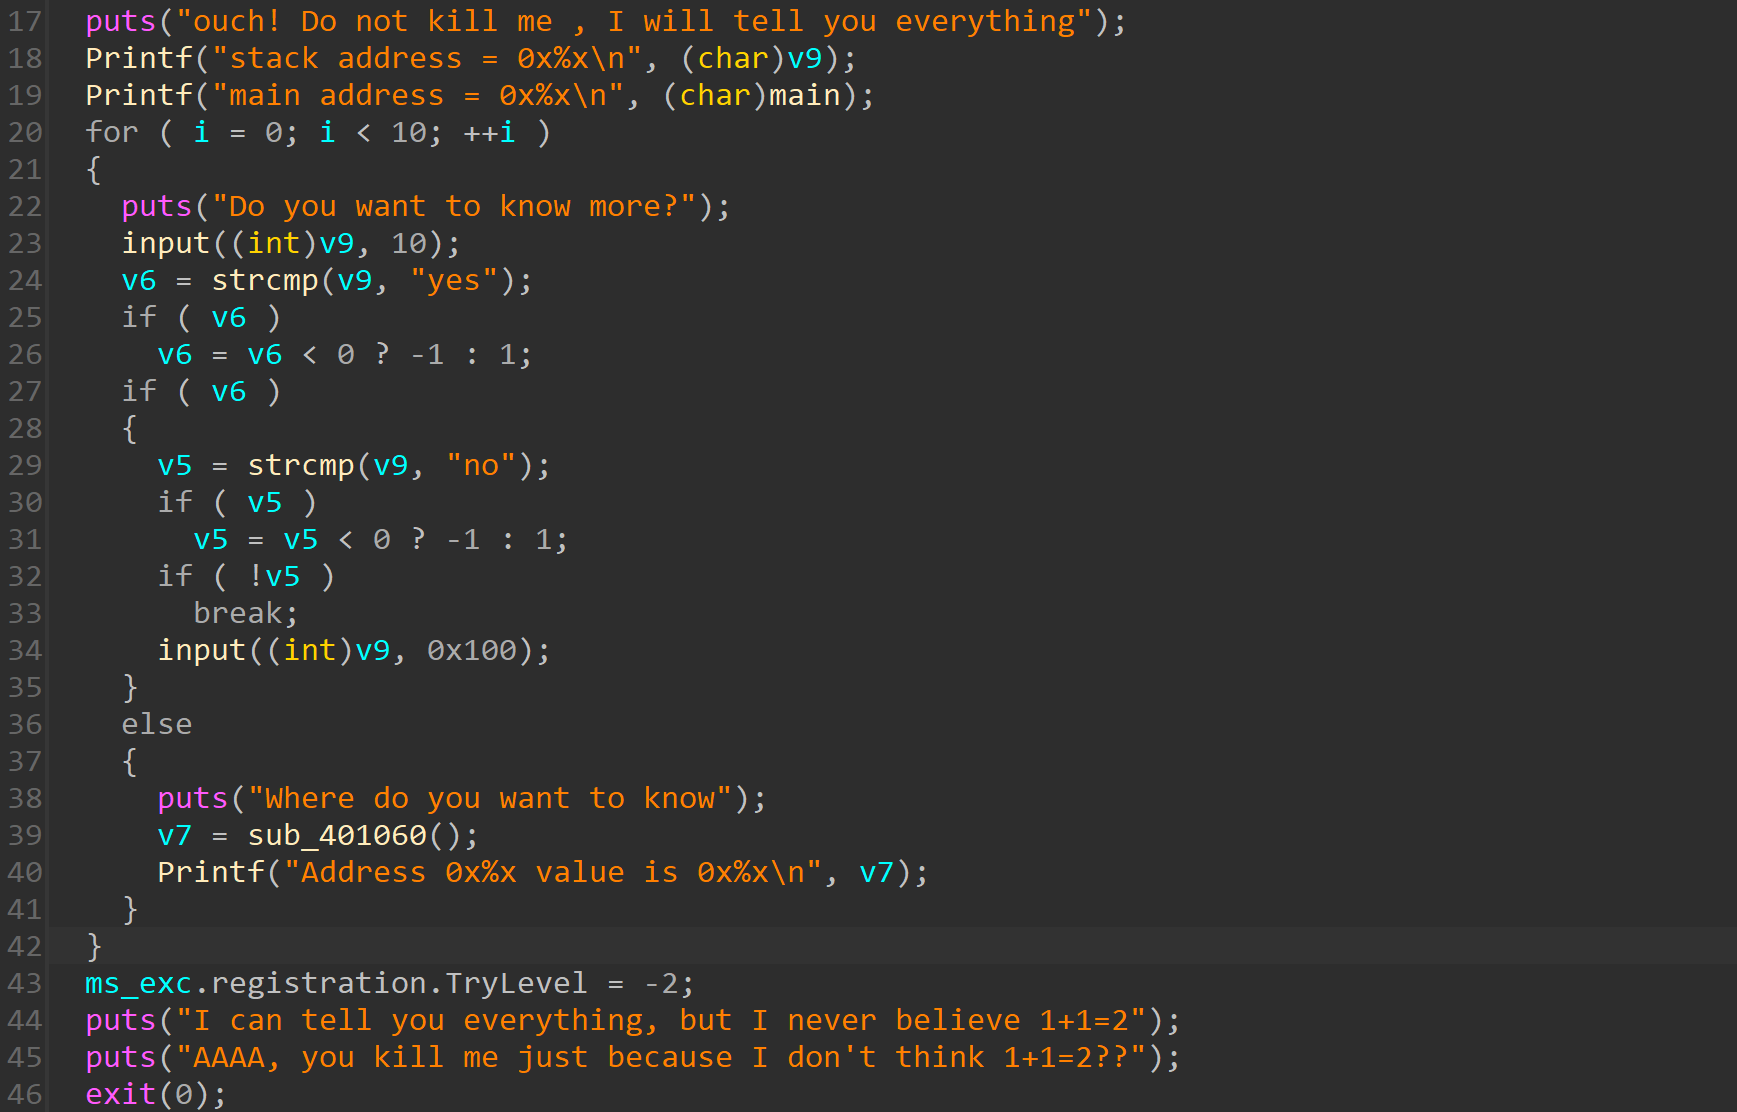 17 puts("ouch! Do not kill me , I will tell you everything");
18 Printf("stack address = 0x%x\n", (char)v9);
19 Printf("main address = 0x%x\n", (char)main);
20 for ( i = 0; i < 10; ++i )
21 {
22 puts("Do you want to know more?");
23 input((int)v9, 10);
24 v6 = strcmp(v9, "yes");
25 if ( v6 )
26 v6 = v6 < 0 ? -1 : 1;
27 if ( v6 )
28 {
29 v5 = strcmp(v9, "no");
30 if ( v5 )
31 v5 = v5 < 0 ? -1 : 1;
32 if ( !v5 )
33 break;
34 input((int)v9, 0x100);
35 }
36 else
37 {
38 puts("Where do you want to know");
39 v7 = sub_401060();
40 Printf("Address 0x%x value is 0x%x\n", v7);
41 }
42 }
43 ms_exc.registration.TryLevel = -2;
44 puts("I can tell you everything, but I never believe 1+1=2");
45 puts("AAAA, you kill me just because I don't think 1+1=2??");
46 exit(0);